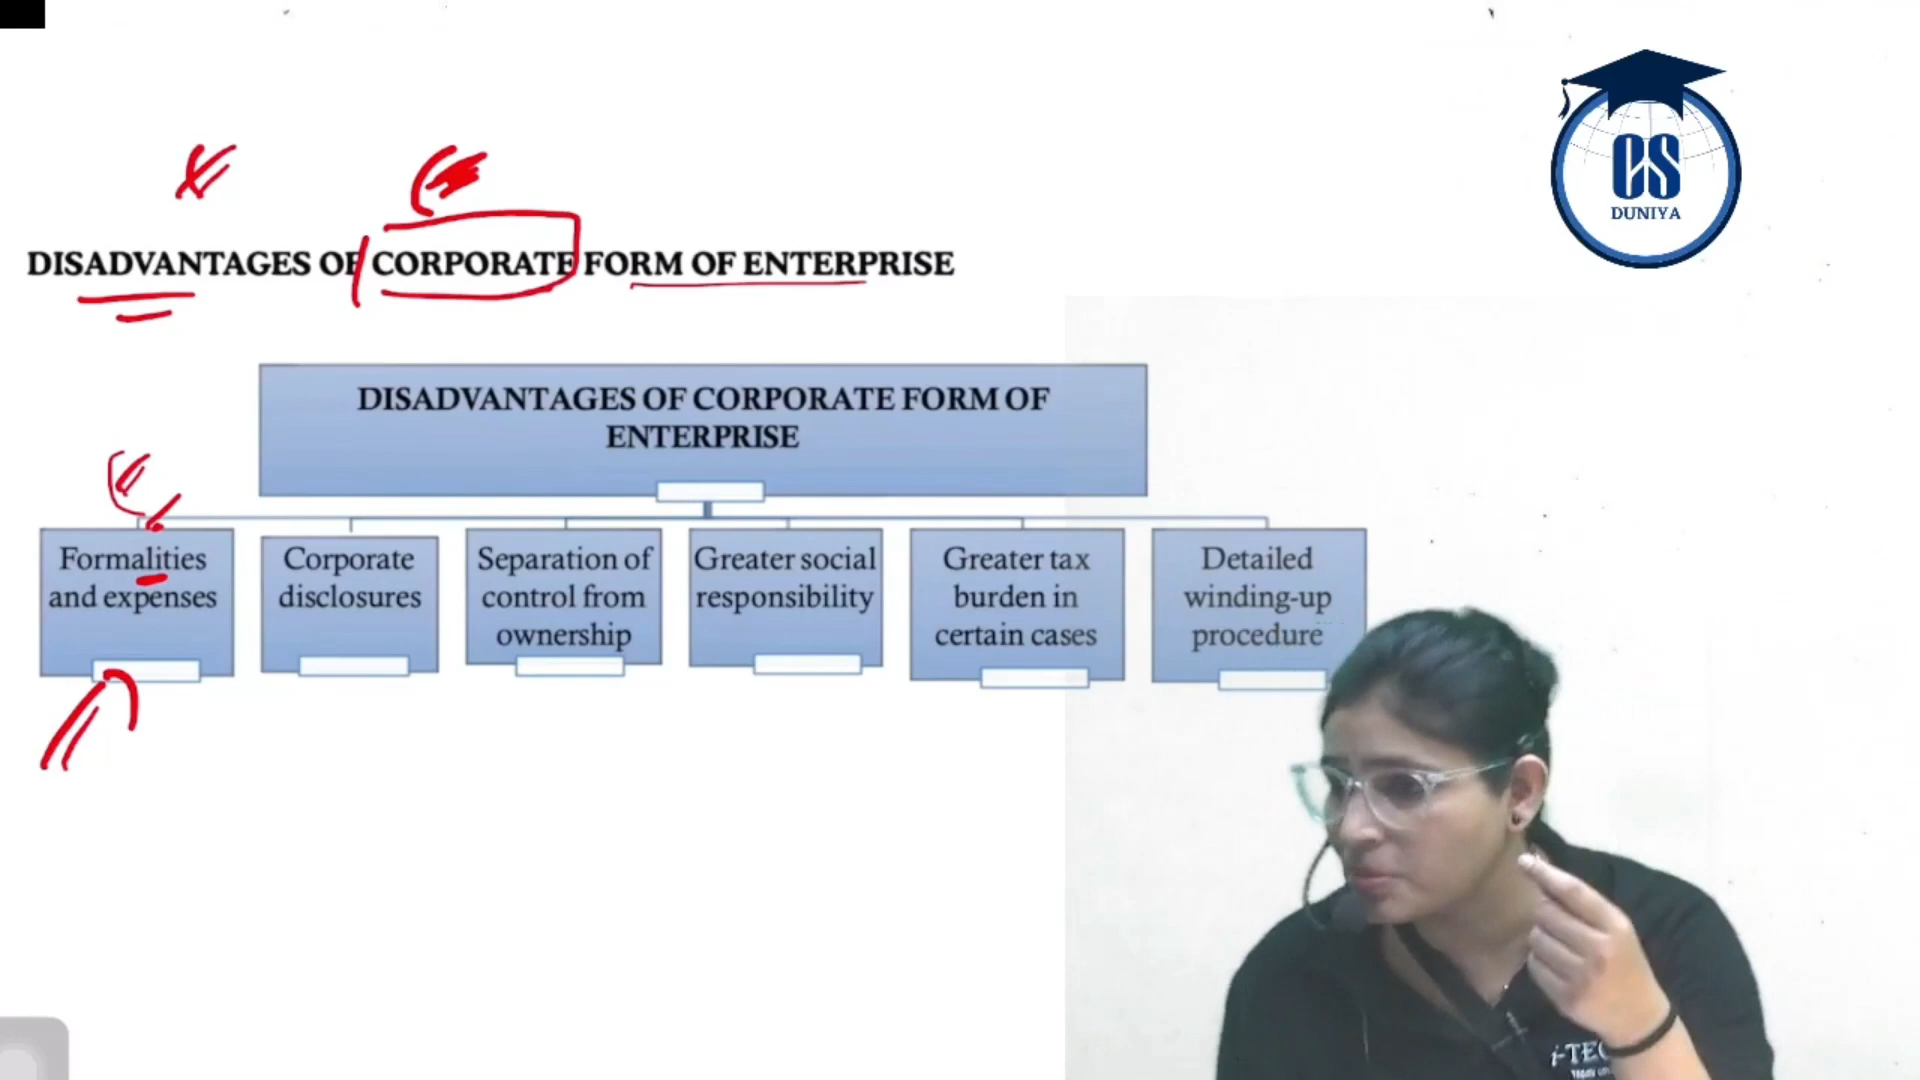 CS
DUNIYA
DISADVANTAGES OF CORPORATE FORM OF ENTERPRISE
DISADVANTAGES OF CORPORATE FORM OF
ENTERPRISE
Formalities
and expenses
Corporate
disclosures
Separation of
control from
ownership
Greater social
responsibility
Greater tax
burden in
certain cases
Detailed
winding-up
procedure